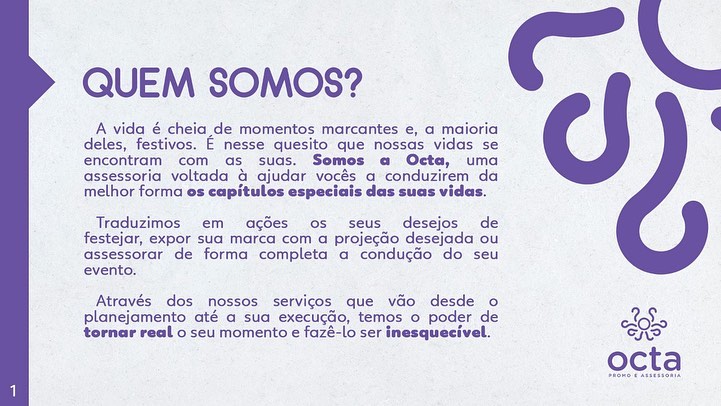 QUEM SOMOS?
A vida é cheia de momentos marcantes e, a maioria
deles, festivos. É nesse quesito que nossas vidas se
encontram com as suas. Somos a Octa, uma
assessoria voltada à ajudar vocês a conduzirem da
melhor forma os capítulos especiais das suas vidas.
Traduzimos em ações os seus desejos de
festejar, expor sua marca com a projeção desejada ou
assessorar de forma completa a condução do seu
evento.
Através dos nossos serviços que vão desde o
planejamento até a sua execução, temos o poder de
tornar real o seu momento e fazê-lo ser inesquecível.
octa
PROMO E ASSESSORIA
1